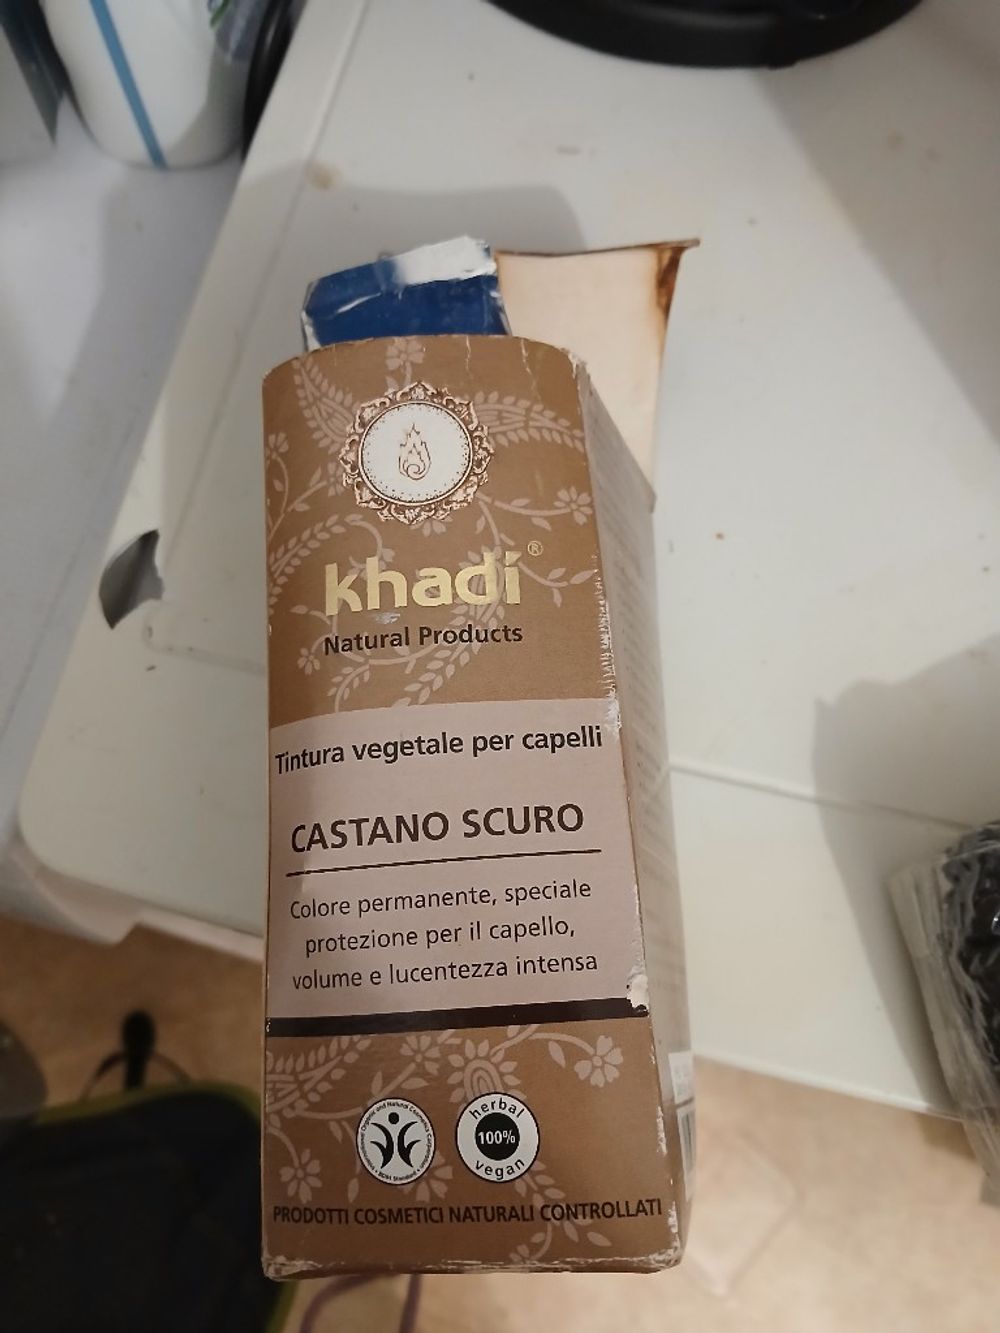 khadí®
Natural Products
Tintura vegetale per capelli
CASTANO SCURO
Colore permanente, speciale
protezione per il capello,
volume e lucentezza intensa
herbal
100%
vegan
PRODOTTI COSMETICI NATURALI CONTROLLATI